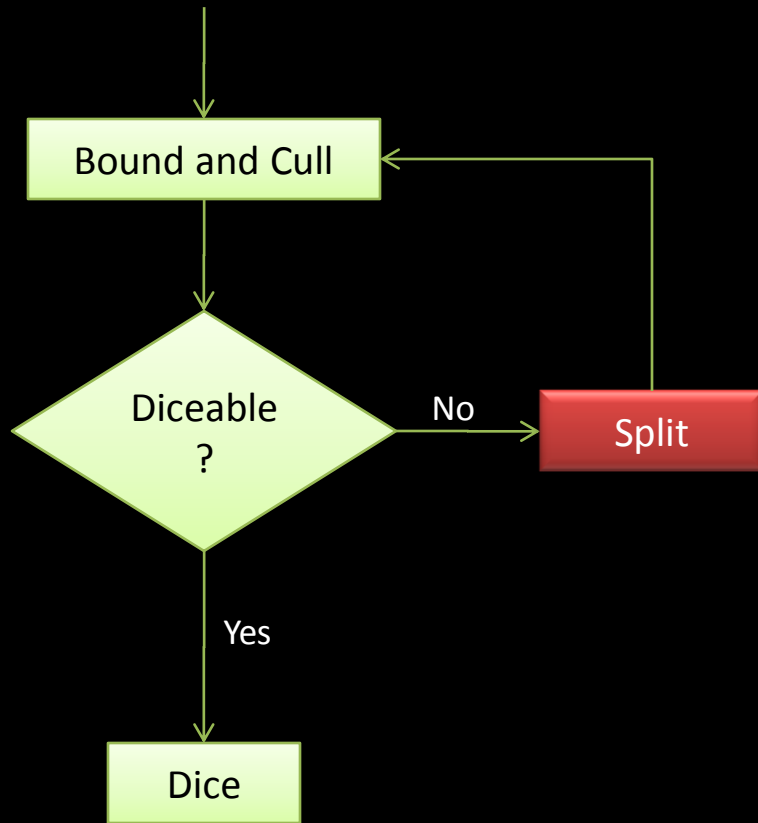 Bound and Cull
Diceable
?
No
Split
Yes
Dice